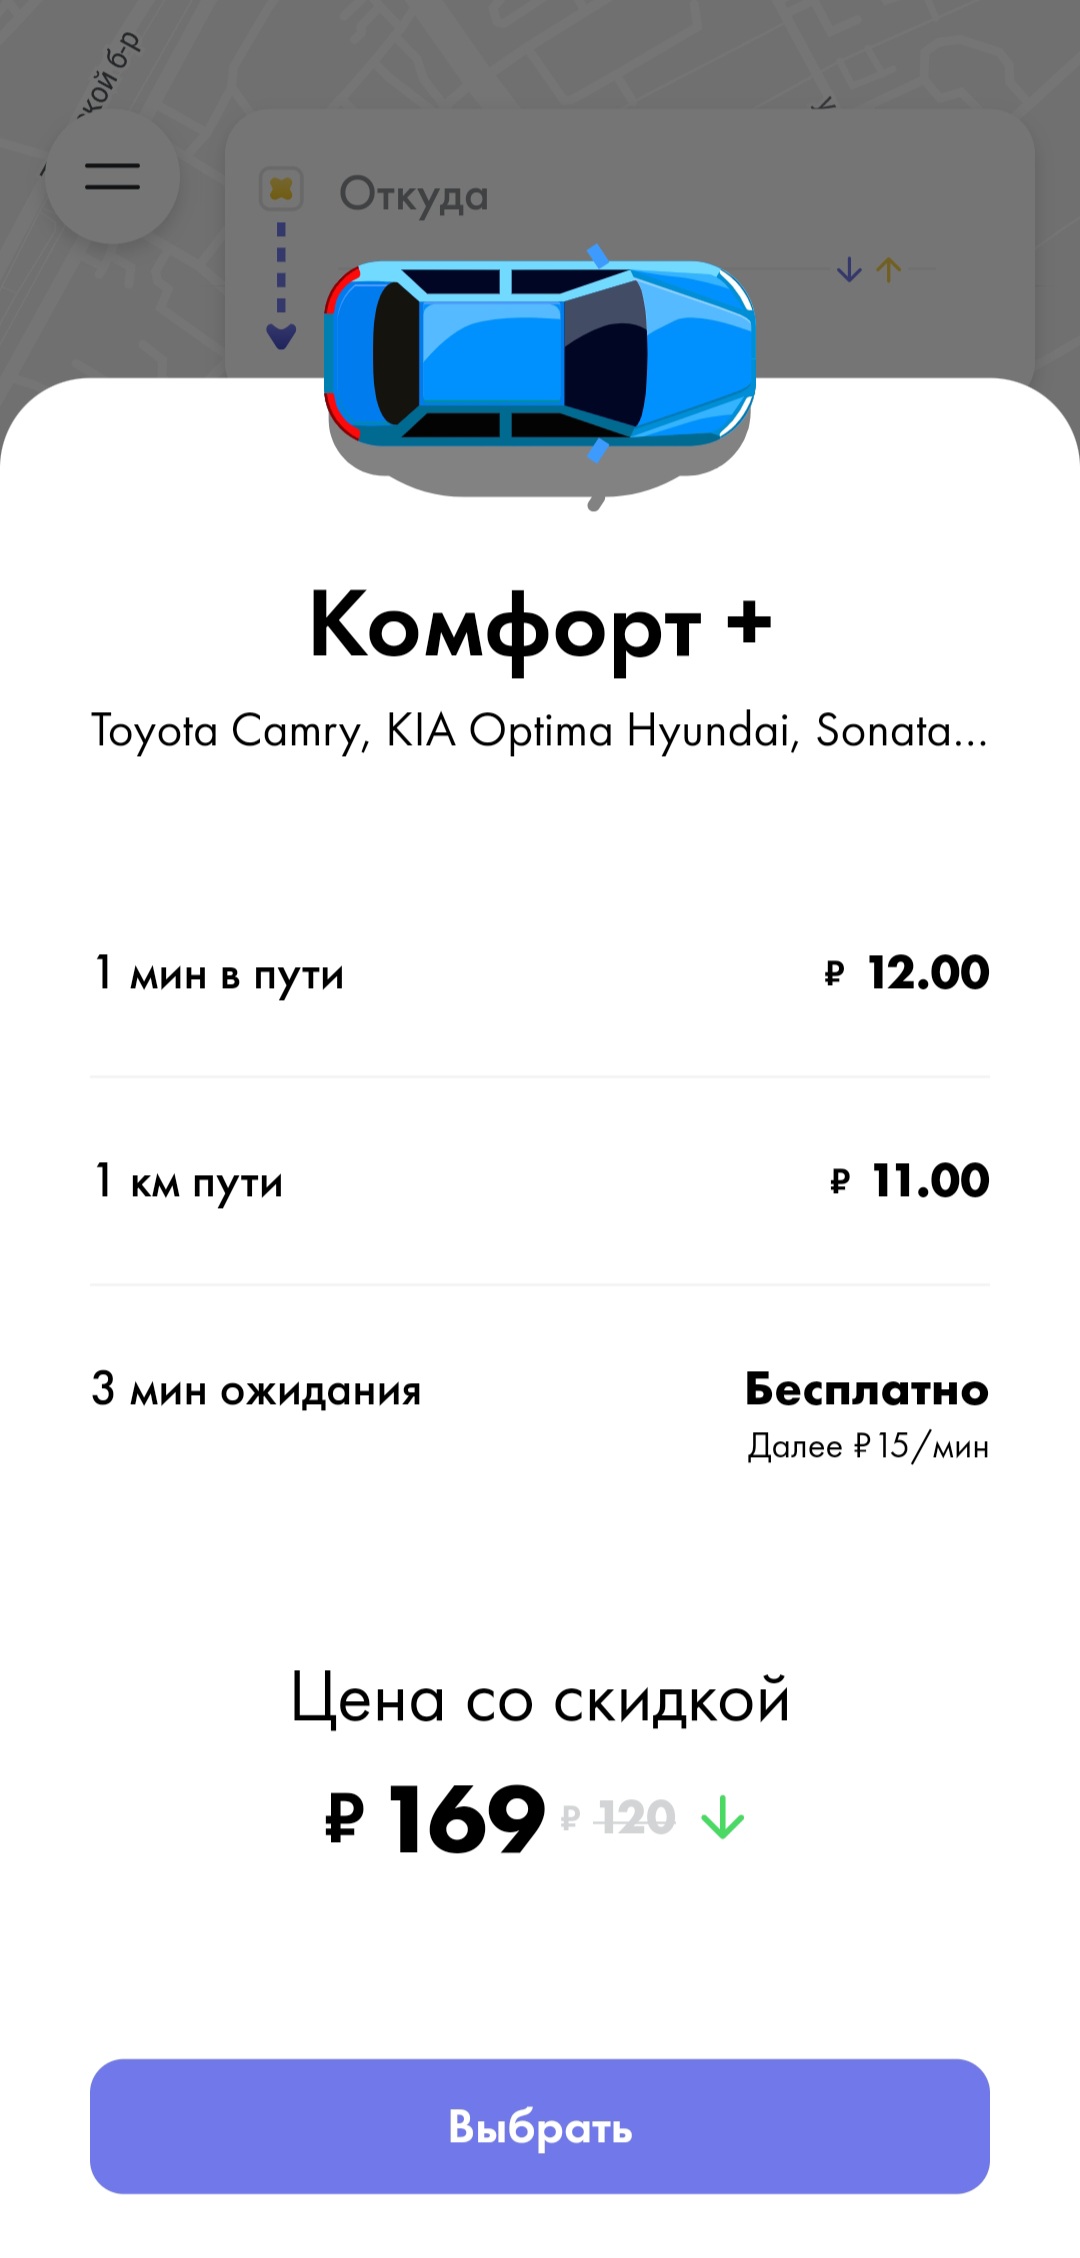 ской б-р
Откуда
Комфорт +
Toyota Camry, KIA Optima Hyundai, Sonata...
1 мин в пути ₽ 12.00
1 км пути ₽ 11.00
3 мин ожидания Бесплатно
Далее ₽15/мин
Цена со скидкой
₽ 169 ₽ 120
Выбрать